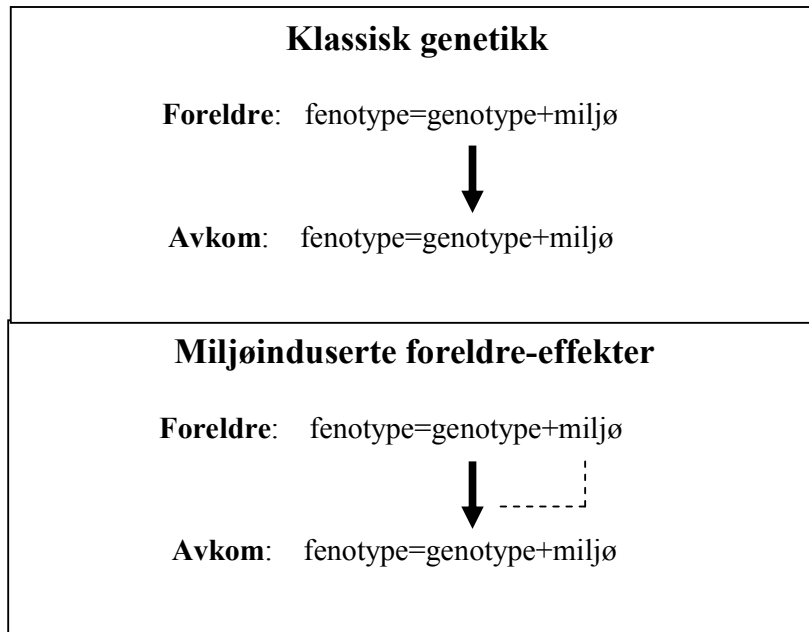 Klassisk genetikk
Foreldre: fenotype=genotype+miljø
Avkom: fenotype=genotype+miljø
Miljøinduserte foreldre-effekter
Foreldre: fenotype=genotype+miljø
Avkom: fenotype=genotype+miljø